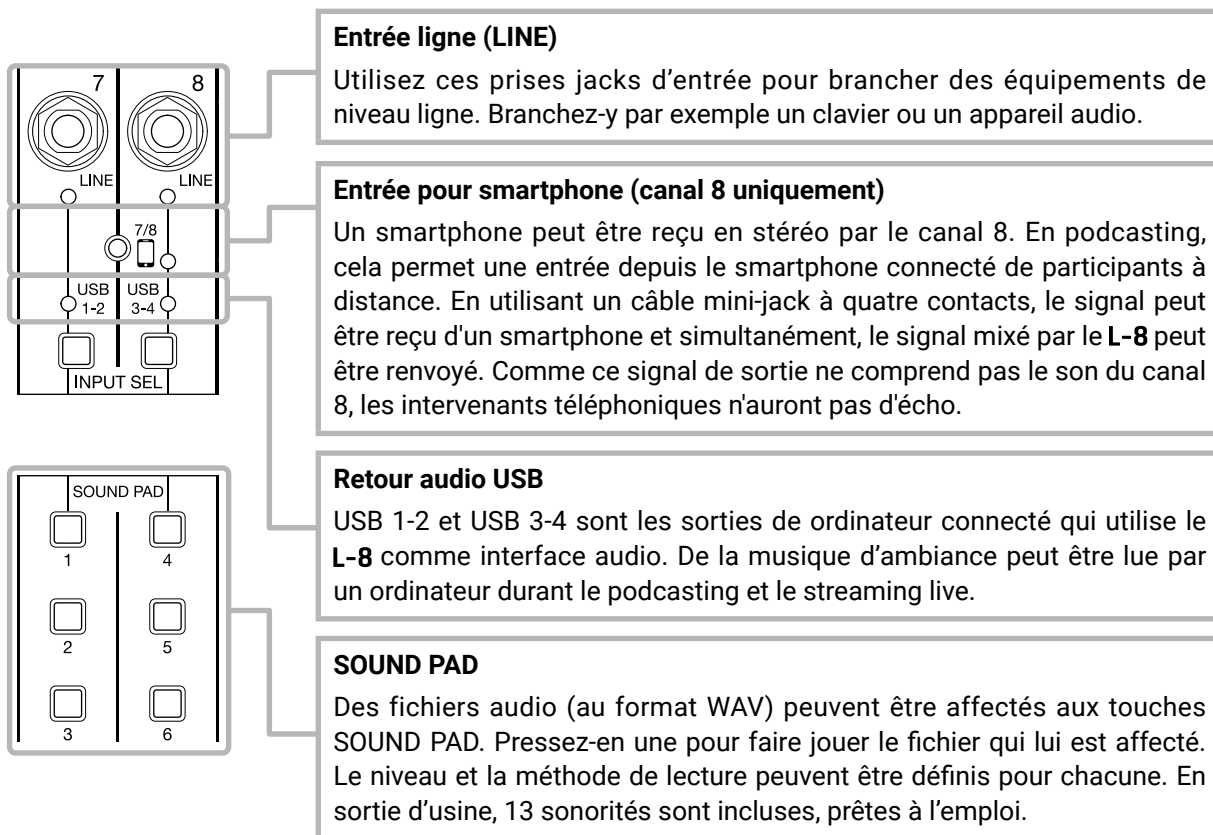 7 8
LINE LINE
7/8
USB USB
1-2 3-4
INPUT SEL
Entrée ligne (LINE)
Utilisez ces prises jacks d’entrée pour brancher des équipements de
niveau ligne. Branchez-y par exemple un clavier ou un appareil audio.
Entrée pour smartphone (canal 8 uniquement)
Un smartphone peut être reçu en stéréo par le canal 8. En podcasting,
cela permet une entrée depuis le smartphone connecté de participants à
distance. En utilisant un câble mini-jack à quatre contacts, le signal peut
être reçu d'un smartphone et simultanément, le signal mixé par le L-8 peut
être renvoyé. Comme ce signal de sortie ne comprend pas le son du canal
8, les intervenants téléphoniques n'auront pas d'écho.
Retour audio USB
USB 1-2 et USB 3-4 sont les sorties de ordinateur connecté qui utilise le
L-8 comme interface audio. De la musique d’ambiance peut être lue par
un ordinateur durant le podcasting et le streaming live.
SOUND PAD
1 4
2 5
3 6
SOUND PAD
Des fichiers audio (au format WAV) peuvent être affectés aux touches
SOUND PAD. Pressez-en une pour faire jouer le fichier qui lui est affecté.
Le niveau et la méthode de lecture peuvent être définis pour chacune. En
sortie d’usine, 13 sonorités sont incluses, prêtes à l’emploi.